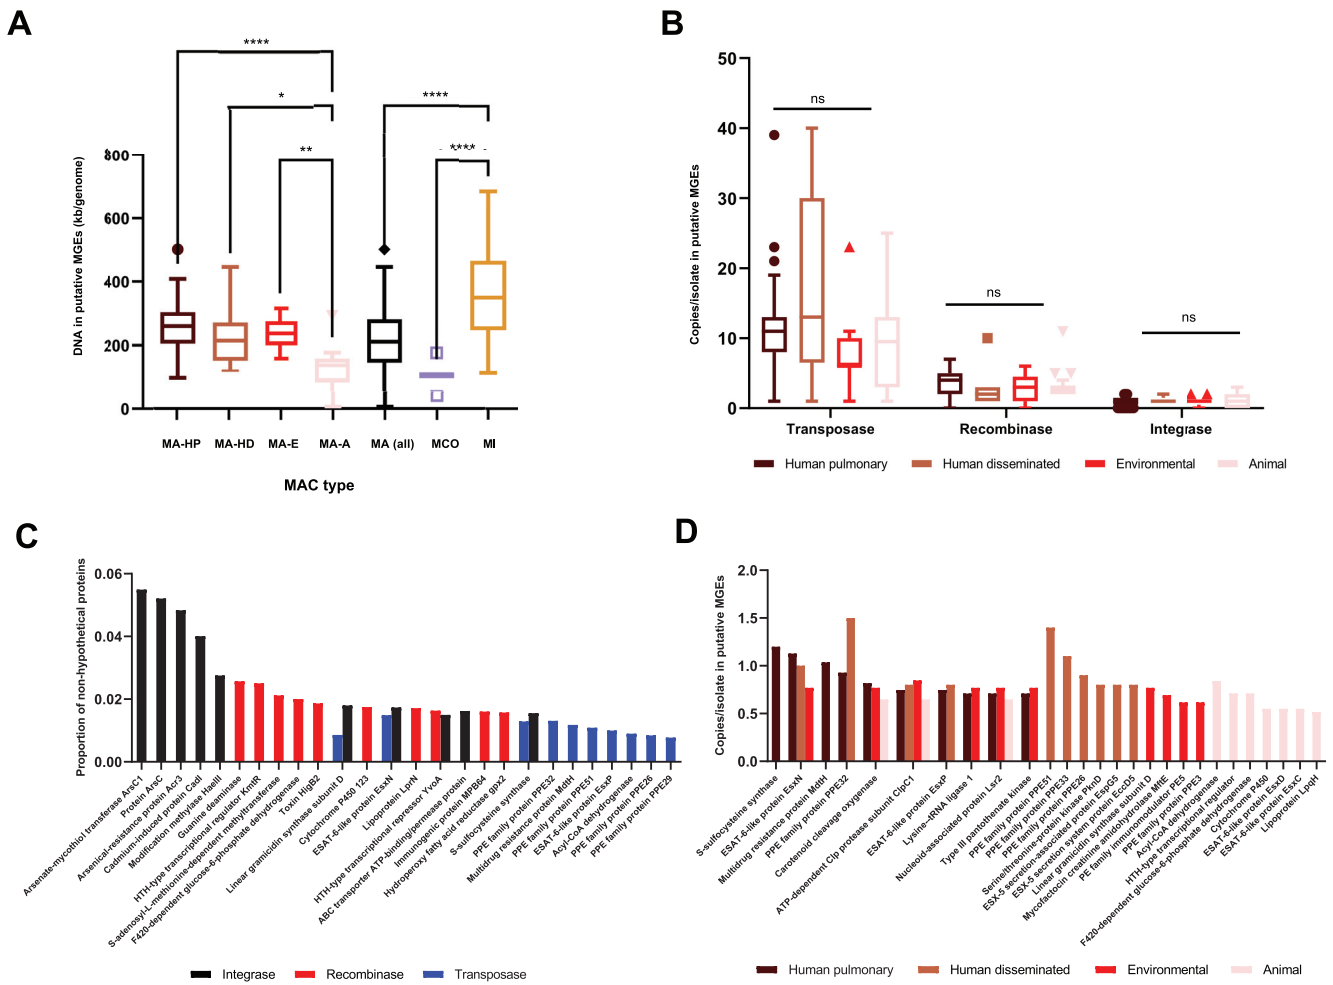 A
****
*
**
****
****
DNA in putative MGEs (kb/genome)
800
600
400
200
0
MA-HP
MA-HD
MA-E
MA-A
MA (all)
MCO
MI
MAC type
B
Copies/isolate in putative MGEs
50
40
30
20
10
0
ns
ns
ns
Transposase
Recombinase
Integrase
Human pulmonary
Human disseminated
Environmental
Animal
C
Proportion of non-hypothetical proteins
0.06
0.04
0.02
0.00
Arsenate-mycothiol transferase ArsC1
Protein ArsC
Arsenical-resistance protein Acr3
Cadmium-induced protein CadI
Modification methylase HaeIII
Guanine deaminase
HTH-type transcriptional regulator KmtR
S-adenosyl-L-methionine-dependent methyltransferase
F420-dependent glucose-6-phosphate dehydrogenase
Toxin HigB2
Linear gramicidin synthase subunit D
Cytochrome P450 123
ESAT-6-like protein EsxN
Lipoprotein LprN
HTH-type transcriptional repressor YvoA
ABC transporter ATP-binding/permease protein
Immunogenic protein MPB64
Hydroperoxy fatty acid reductase gpx2
S-sulfocysteine synthase
PPE family protein PPE32
Multidrug resistance protein MdtH
PPE family protein PPE51
ESAT-6-like protein EsxP
Acyl-CoA dehydrogenase
PPE family protein PPE26
PPE family protein PPE29
Integrase
Recombinase
Transposase
D
Copies/isolate in putative MGEs
2.0
1.5
1.0
0.5
0.0
S-sulfocysteine synthase
ESAT-6-like protein EsxN
Multidrug resistance protein MdtH
PPE family protein PPE32
Carotenoid cleavage oxygenase
ATP-dependent Clp protease subunit ClpC1
ESAT-6-like protein EsxP
Lysine--tRNA ligase 1
Nucleoid-associated protein Lsr2
Type III pantothenate kinase
PPE family protein PPE51
PPE family protein PPE33
PPE family protein PPE26
Serine/threonine-protein kinase PknD
ESX-5 secretion-associated protein EspG5
ESX-5 secretion system protein EccD5
Linear gramicidin synthase subunit D
Mycofactocin creatinine amidohydrolase MftE
PE family immunomodulator PE5
PPE family protein PPE3
Acyl-CoA dehydrogenase
HTH-type transcriptional regulator
F420-dependent glucose-6-phosphate dehydrogenase
Cytochrome P450
ESAT-6-like protein EsxD
ESAT-6-like protein EsxC
Lipoprotein LpqH
Human pulmonary
Human disseminated
Environmental
Animal